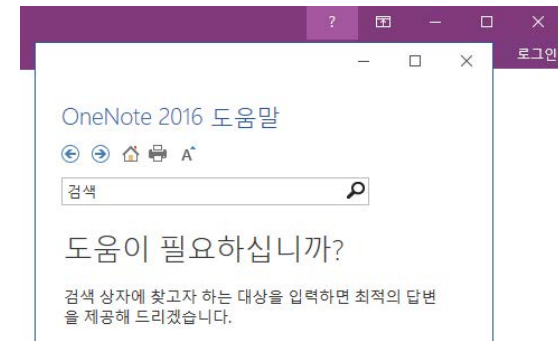 ?
로그인
OneNote 2016 도움말
A
검색
도움이 필요하십니까?
검색 상자에 찾고자 하는 대상을 입력하면 최적의 답변
을 제공해 드리겠습니다.